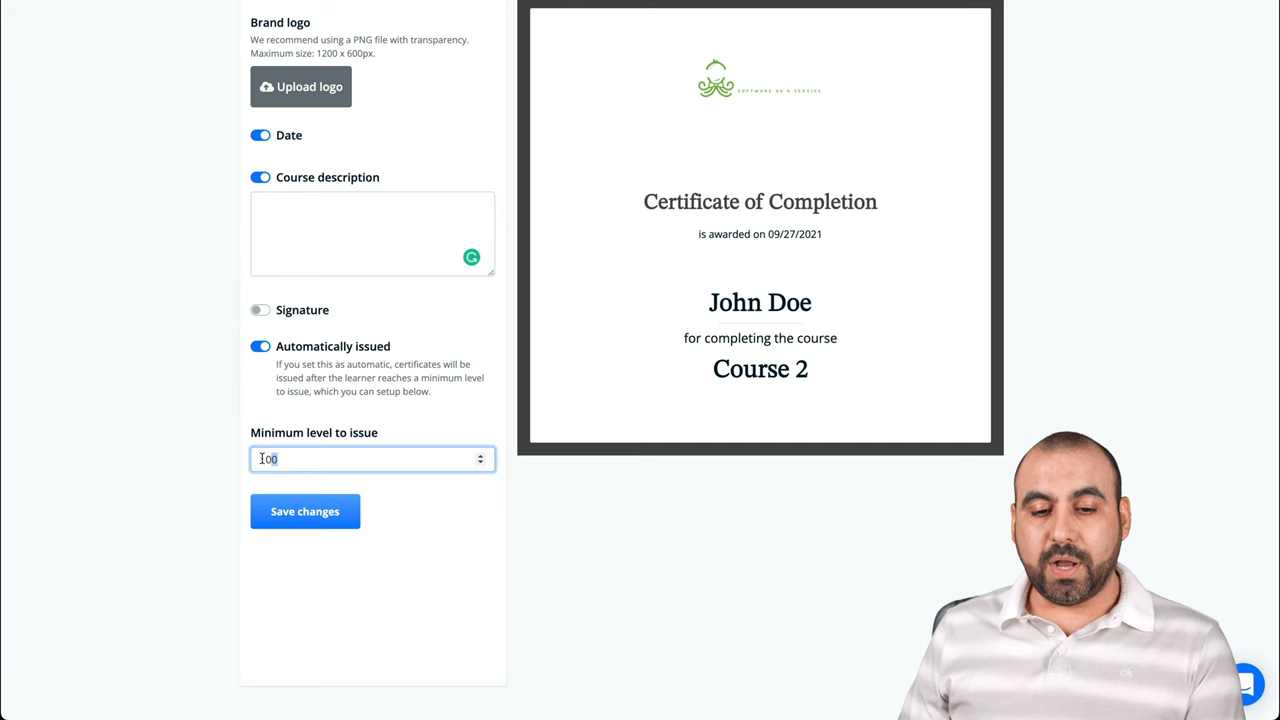 Brand logo
We recommend using a PNG file with transparency.
Maximum size: 1200 x 600px.
Upload logo
Date
Course description
Signature
Automatically issued
If you set this as automatic, certificates will be
issued after the learner reaches a minimum level
to issue, which you can setup below.
Minimum level to issue
Save changes
SOFTWARE AS A SERVICE
Certificate of Completion
is awarded on 09/27/2021
John Doe
for completing the course
Course 2